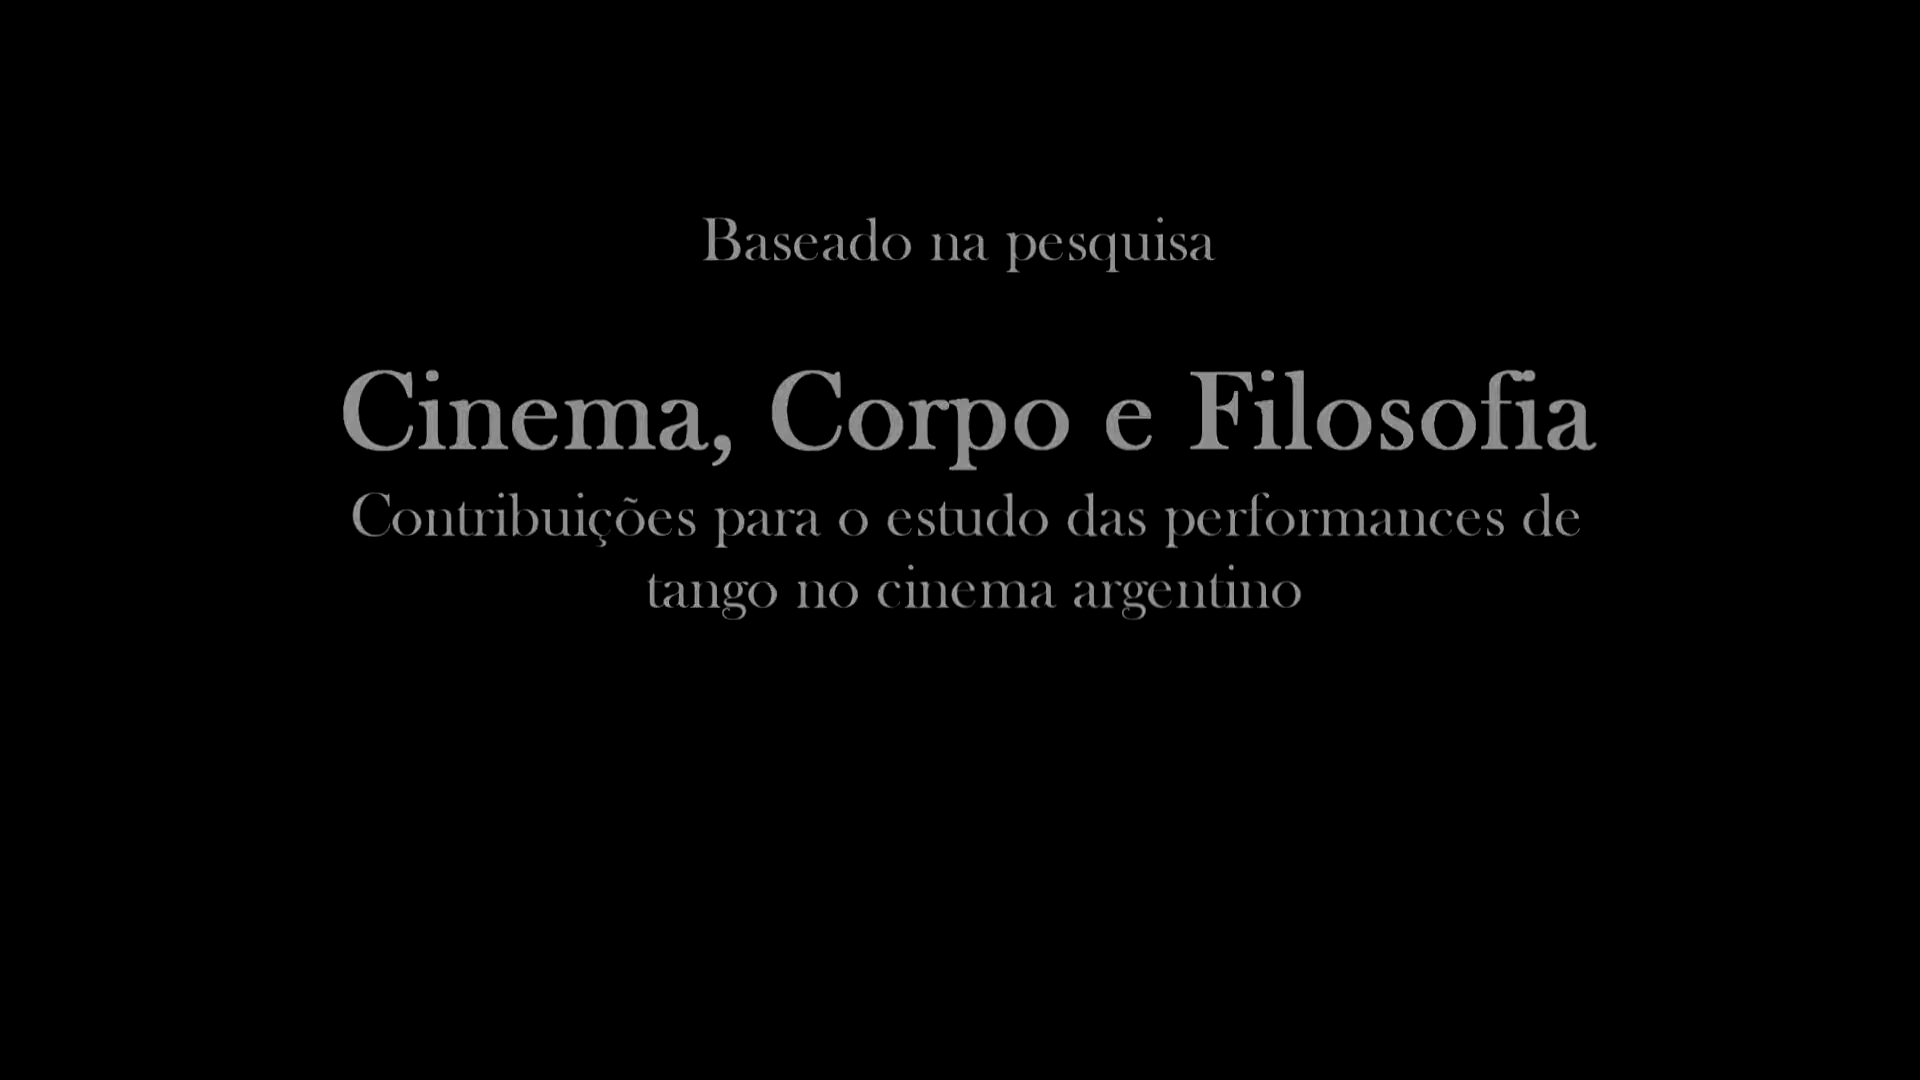 Baseado na pesquisa
Cinema, Corpo e Filosofia
Contribuições para o estudo das performances de
tango no cinema argentino